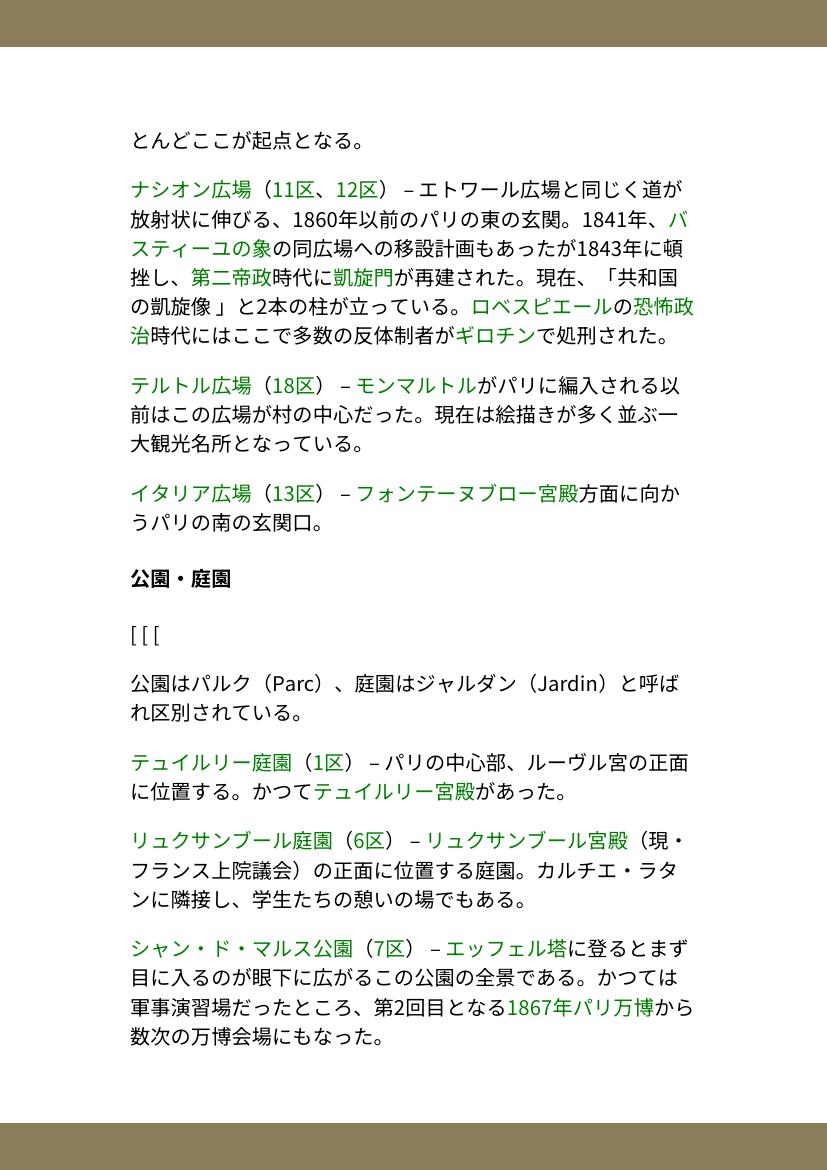 とんどここが起点となる。
ナシオン広場（11区、12区） – エトワール広場と同じく道が
放射状に伸びる、1860年以前のパリの東の玄関。1841年、バ
スティーユの象の同広場への移設計画もあったが1843年に頓
挫し、第二帝政時代に凱旋門が再建された。現在、「共和国
の凱旋像 」と2本の柱が立っている。ロベスピエールの恐怖政
治時代にはここで多数の反体制者がギロチンで処刑された。
テルトル広場（18区） – モンマルトルがパリに編入される以
前はこの広場が村の中心だった。現在は絵描きが多く並ぶ一
大観光名所となっている。
イタリア広場（13区） – フォンテーヌブロー宮殿方面に向か
うパリの南の玄関口。
公園・庭園
[ [ [
公園はパルク（Parc）、庭園はジャルダン（Jardin）と呼ば
れ区別されている。
テュイルリー庭園（1区） – パリの中心部、ルーヴル宮の正面
に位置する。かつてテュイルリー宮殿があった。
リュクサンブール庭園（6区） – リュクサンブール宮殿（現・
フランス上院議会）の正面に位置する庭園。カルチエ・ラタ
ンに隣接し、学生たちの憩いの場でもある。
シャン・ド・マルス公園（7区） – エッフェル塔に登るとまず
目に入るのが眼下に広がるこの公園の全景である。かつては
軍事演習場だったところ、第2回目となる1867年パリ万博から
数次の万博会場にもなった。